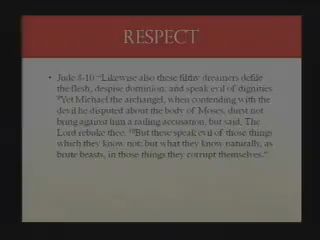 RESPECT
• Jude 8-10 "Likewise also these filthy dreamers defile
the flesh, despise dominion, and speak evil of dignities.
⁹Yet Michael the archangel, when contending with the
devil he disputed about the body of Moses, durst not
bring against him a railing accusation, but said, The
Lord rebuke thee. ¹⁰But these speak evil of those things
which they know not: but what they know naturally, as
brute beasts, in those things they corrupt themselves."